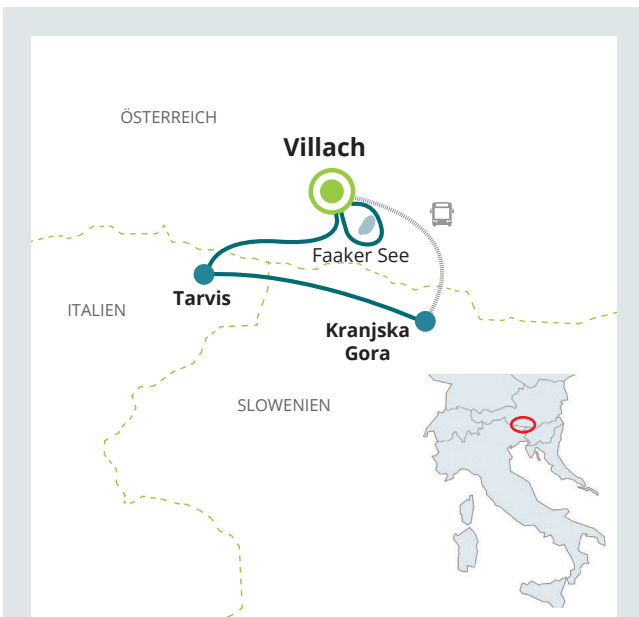 ÖSTERREICH
Villach
Faaker See
Tarvis
ITALIEN
Kranjska
Gora
SLOWENIEN